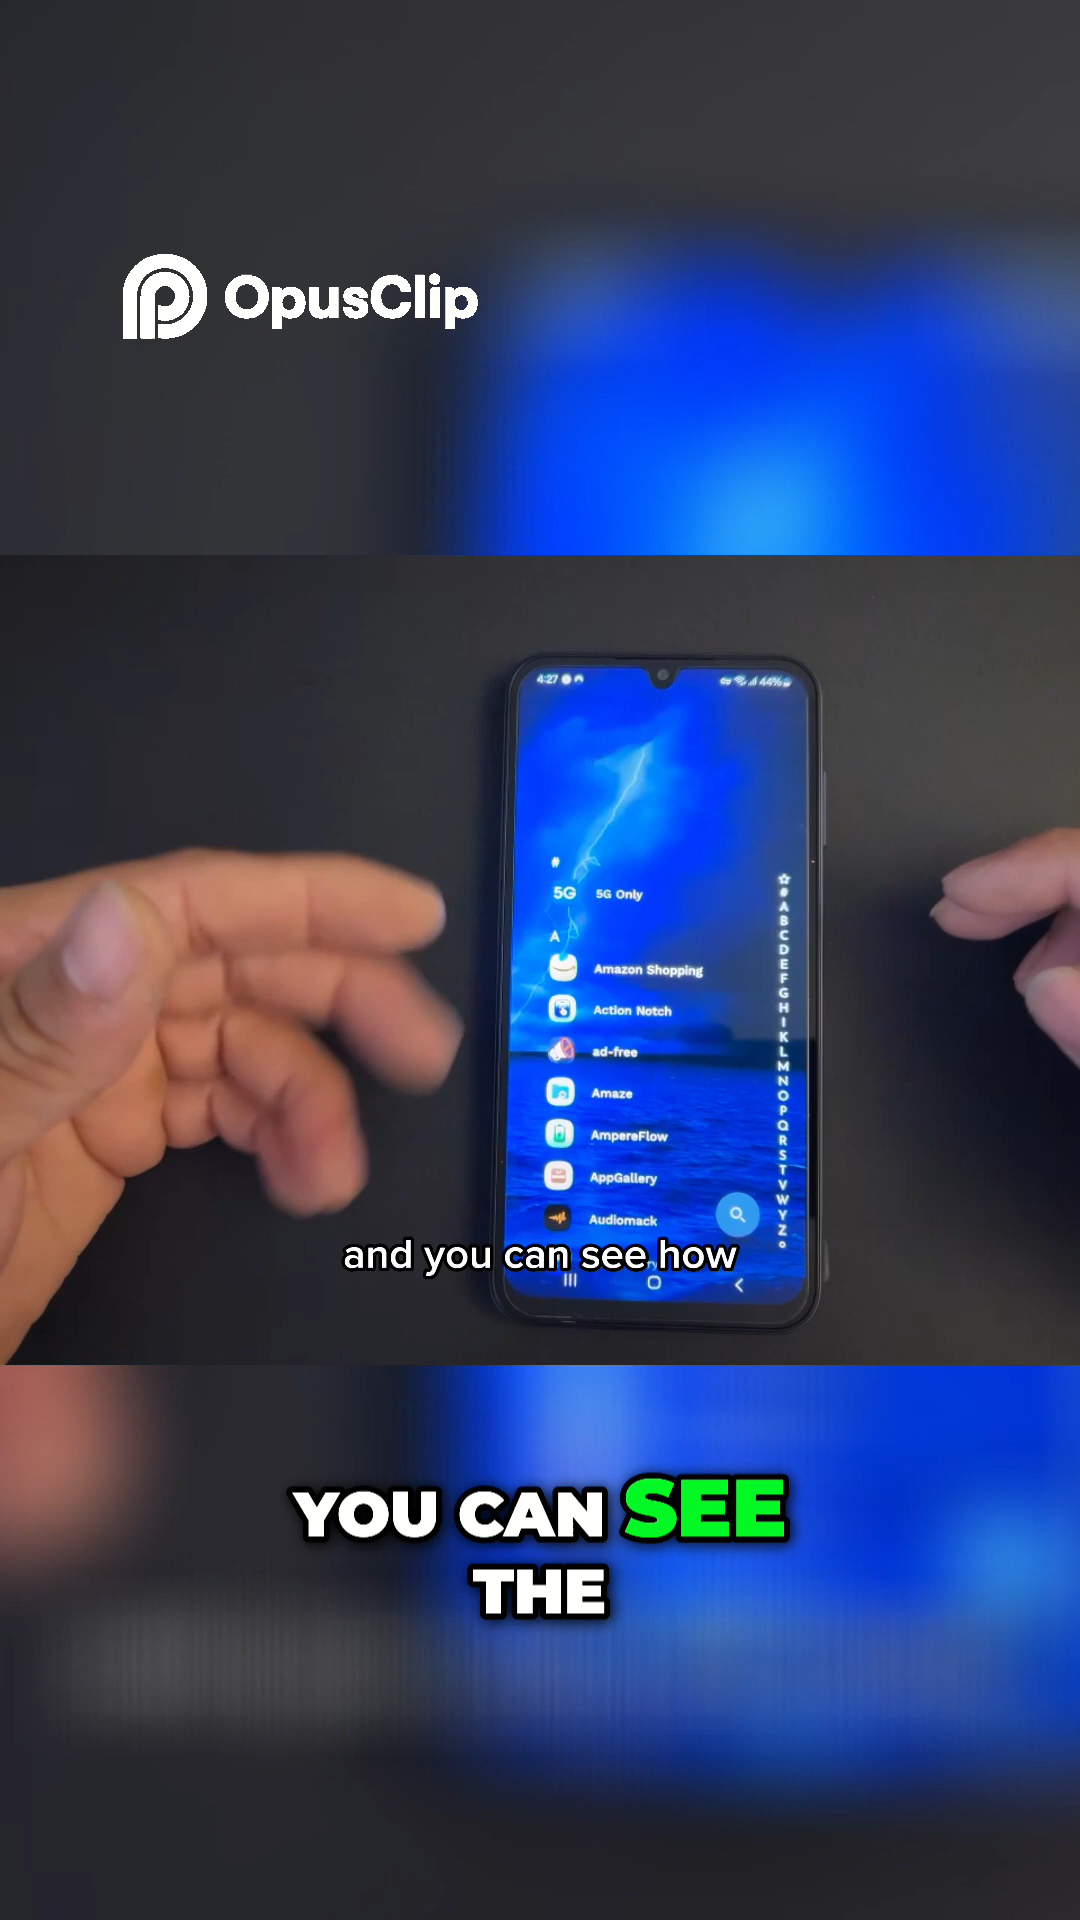 OpusClip
4:27
44%
#
5G
5G Only
A
Amazon Shopping
Action Notch
ad-free
Amaze
AmpereFlow
AppGallery
Audiomack
#
A
B
C
D
E
F
G
H
I
K
L
M
N
O
P
Q
R
S
T
V
W
Y
Z
and you can see how
YOU CAN SEE
THE